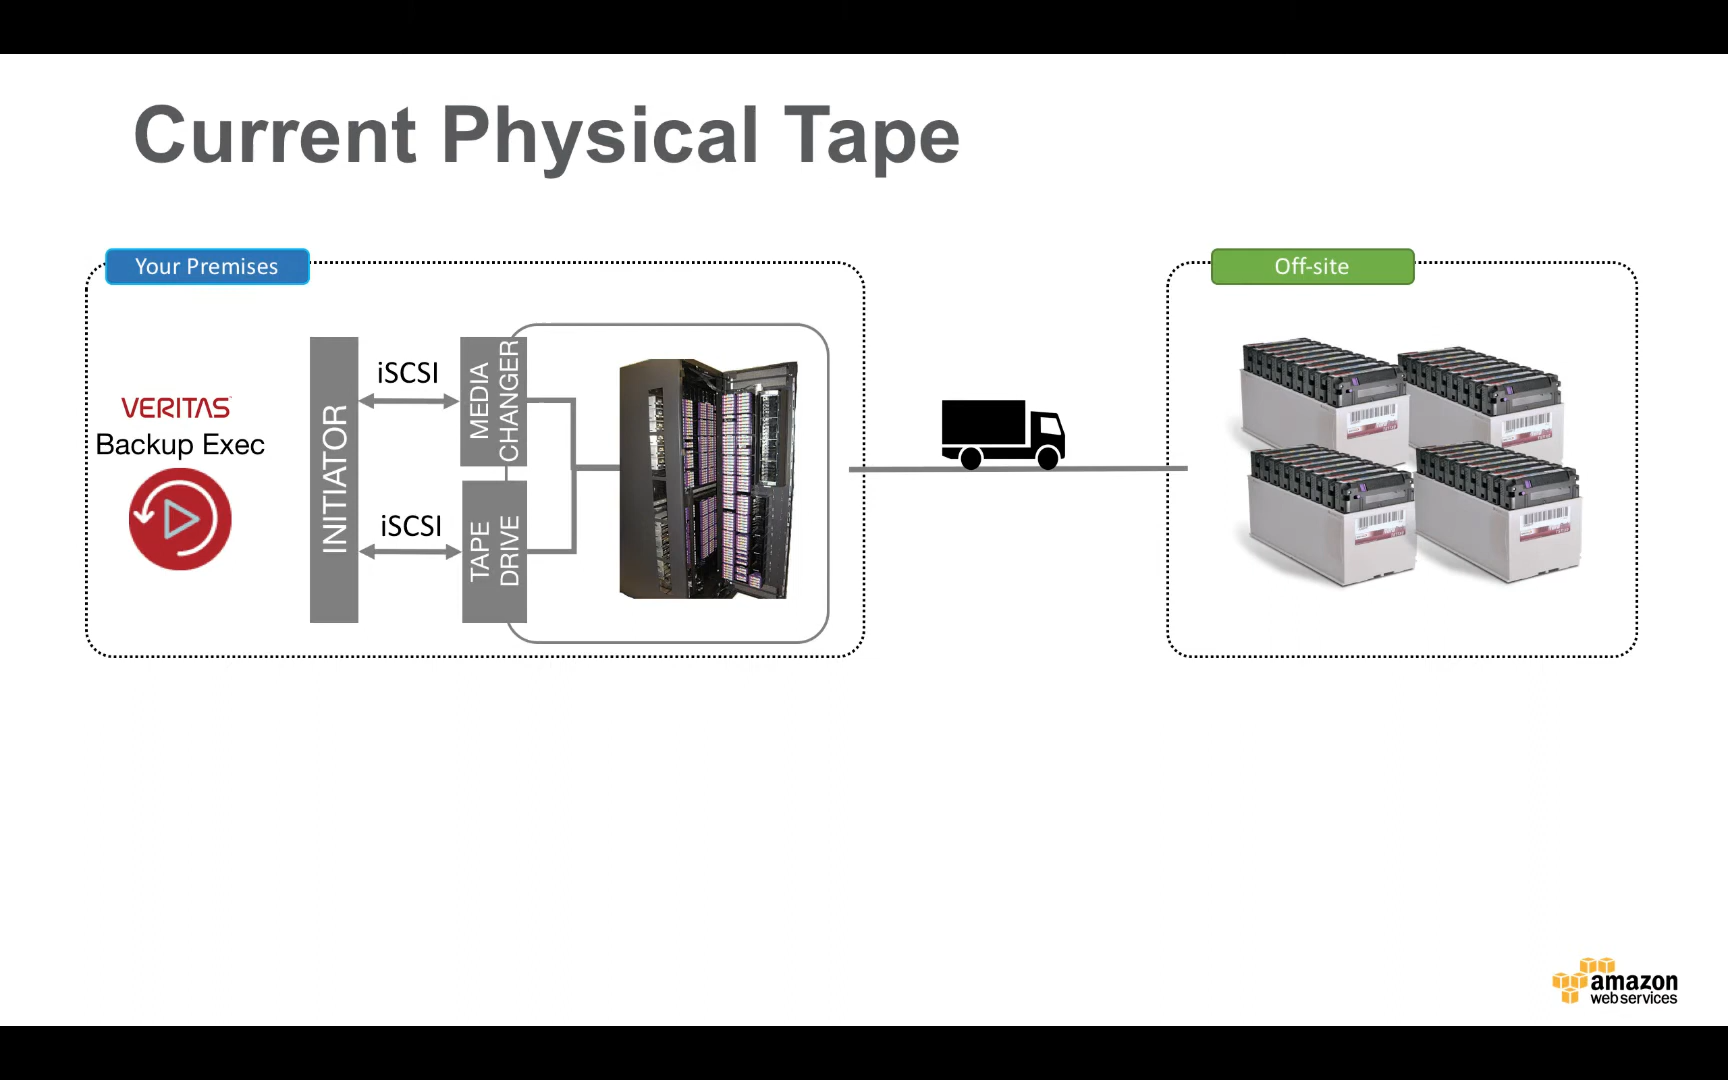 Current Physical Tape
Your Premises
Off-site
VERITAS
Backup Exec
INITIATOR
iSCSI
iSCSI
MEDIA
CHANGER
TAPE
DRIVE
amazon
web services